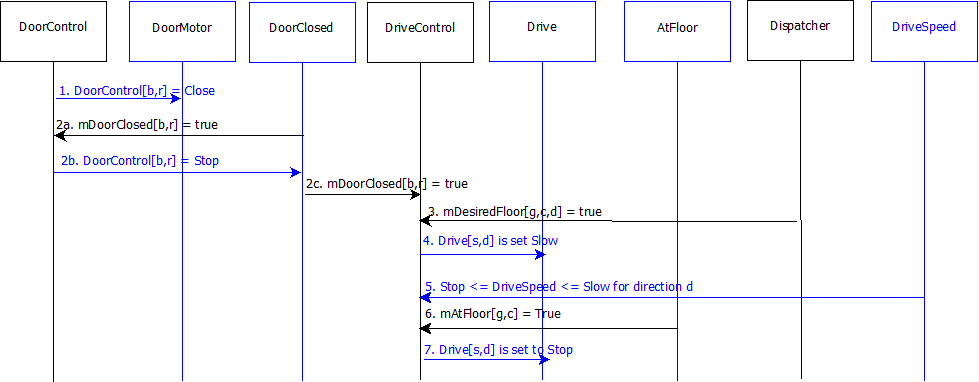 DoorControl
DoorMotor
DoorClosed
DriveControl
Drive
AtFloor
Dispatcher
DriveSpeed
1. DoorControl[b,r] = Close
2a. mDoorClosed[b,r] = true
2b. DoorControl[b,r] = Stop
2c. mDoorClosed[b,r] = true
3. mDesiredFloor[g,c,d] = true
4. Drive[s,d] is set Slow
5. Stop <= DriveSpeed <= Slow for direction d
6. mAtFloor[g,c] = True
7. Drive[s,d] is set to Stop